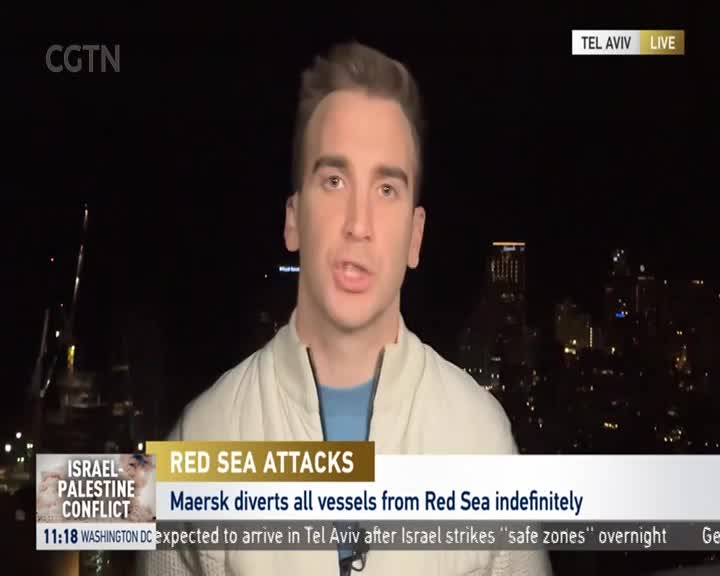 CGTN
TEL AVIV LIVE
ISRAEL-
PALESTINE
CONFLICT
RED SEA ATTACKS
Maersk diverts all vessels from Red Sea indefinitely
11:18 WASHINGTON DC
expected to arrive in Tel Aviv after Israel strikes "safe zones" overnight Ge